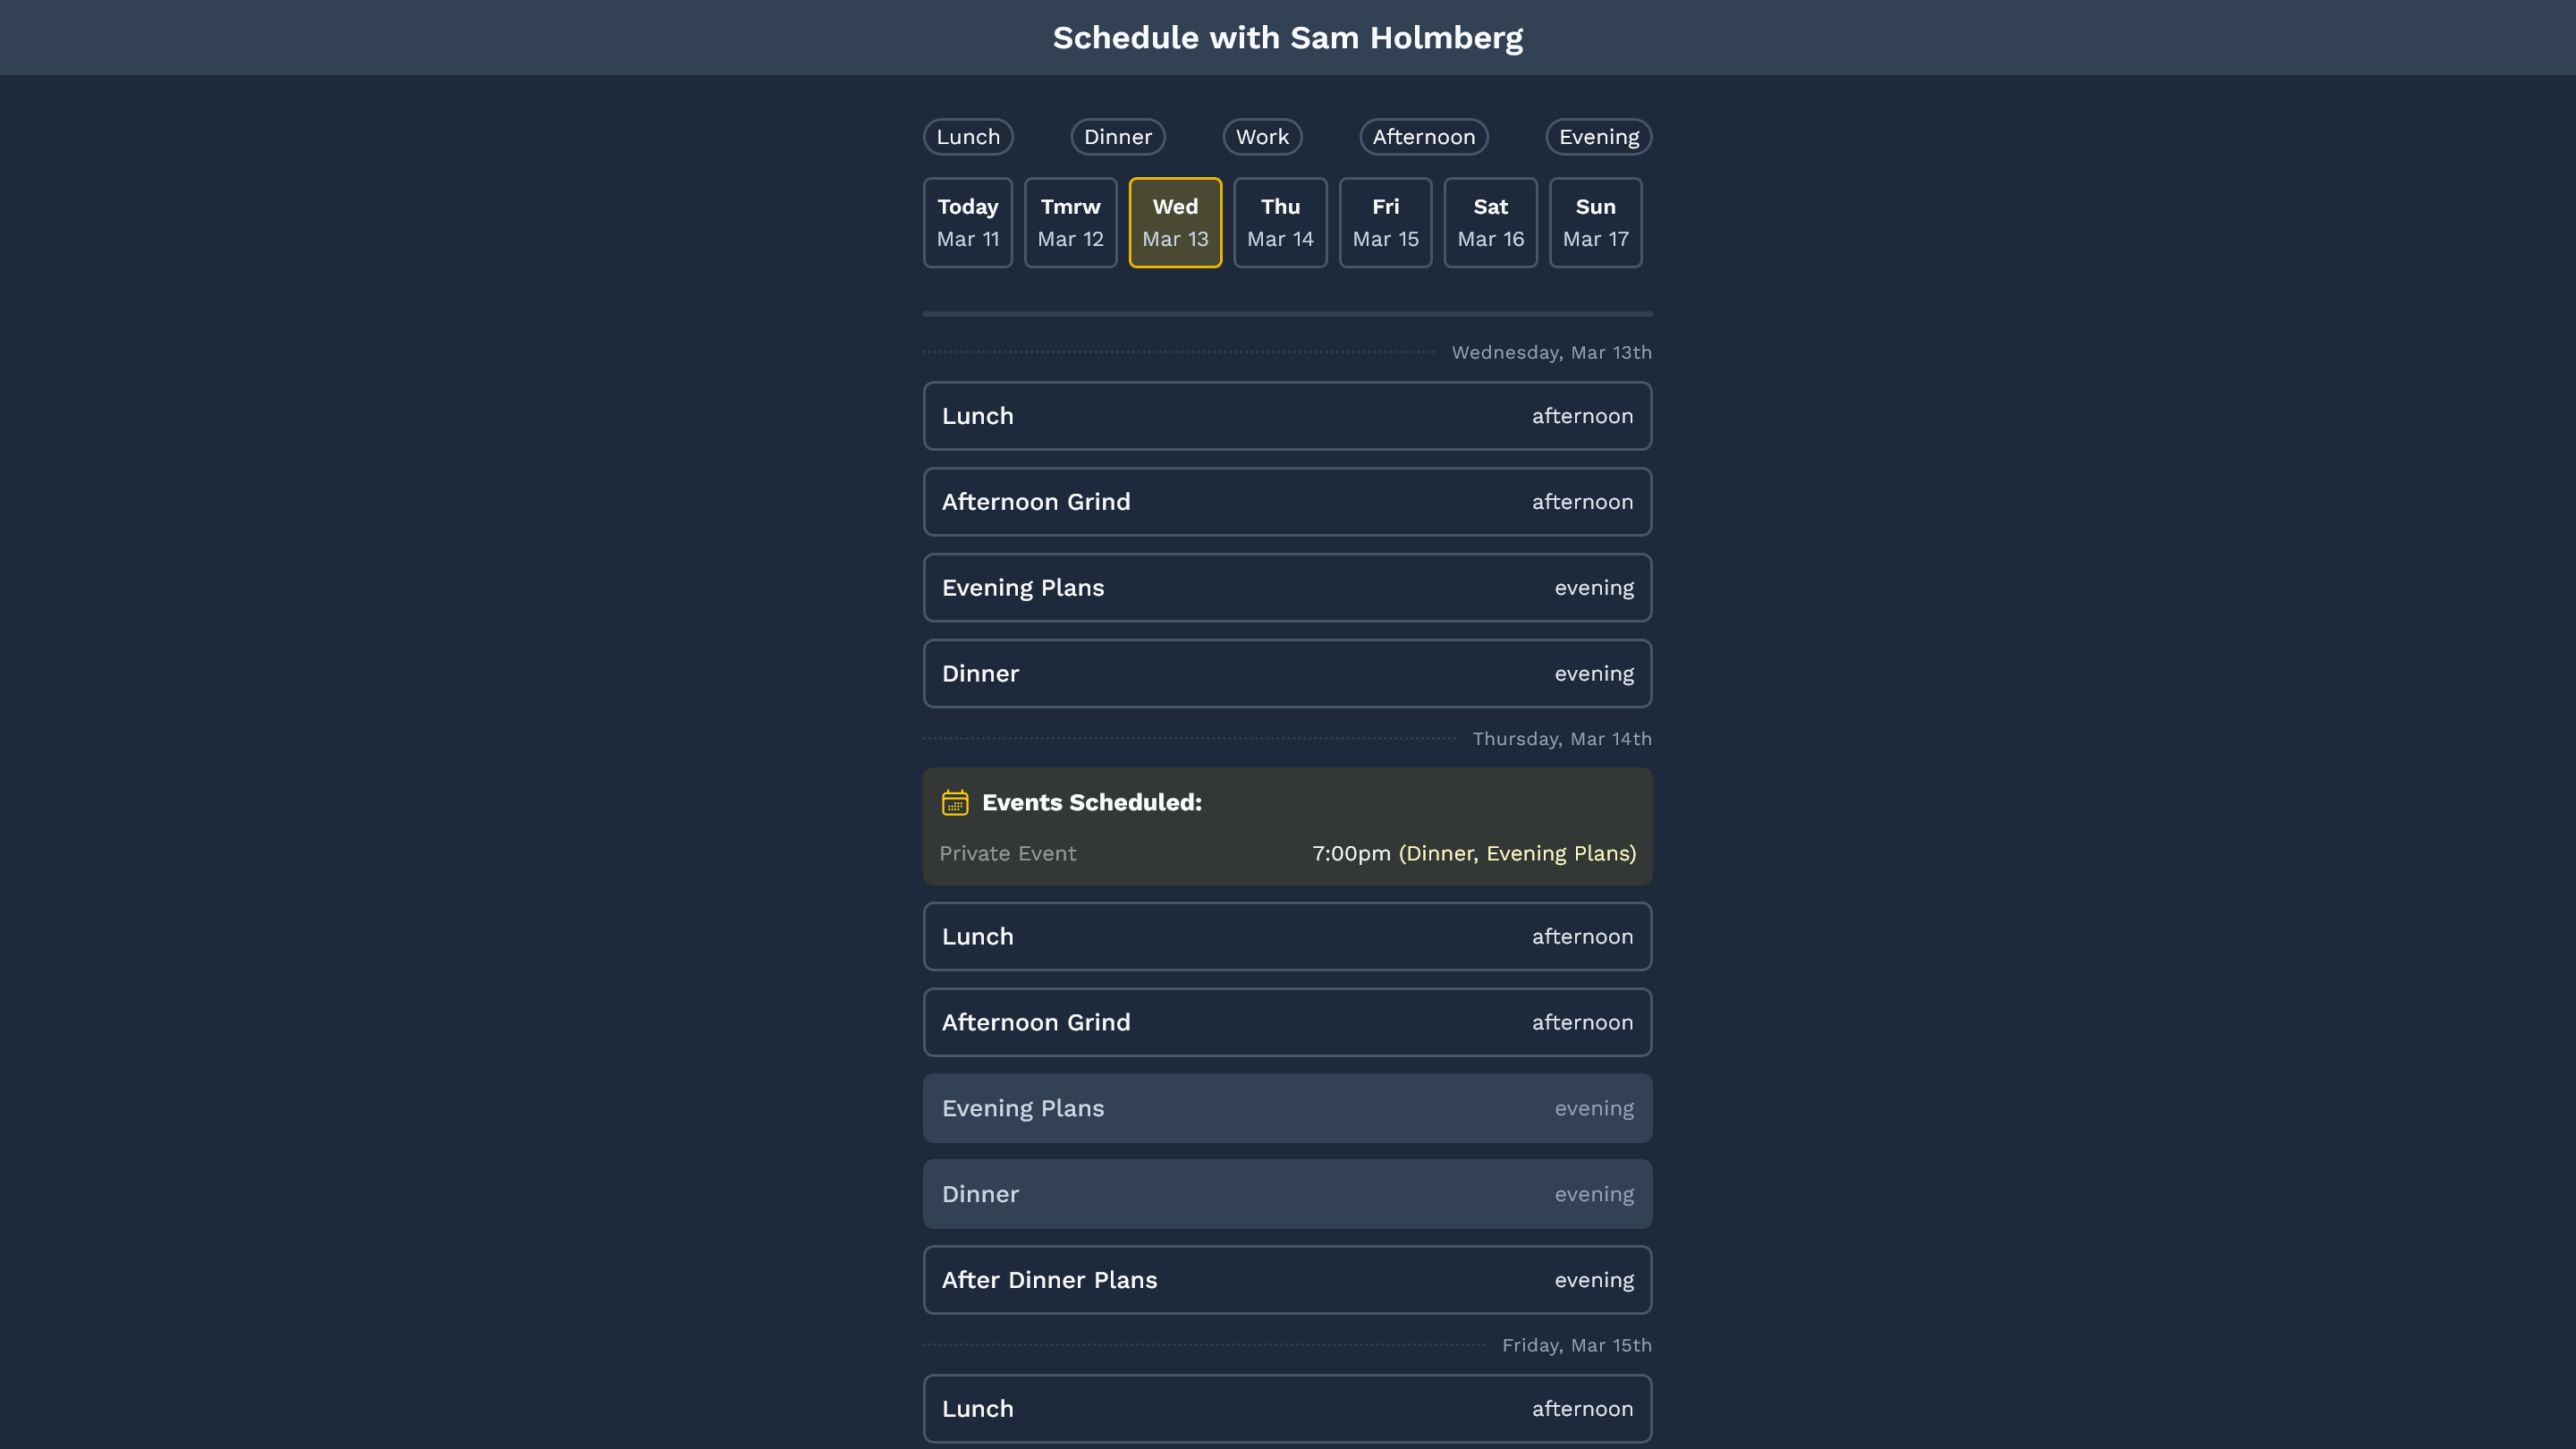 Schedule with Sam Holmberg
Lunch Dinner Work Afternoon Evening
Today Tmrw Wed Thu Fri Sat Sun
Mar 11 Mar 12 Mar 13 Mar 14 Mar 15 Mar 16 Mar 17
Wednesday, Mar 13th
Lunch afternoon
Afternoon Grind afternoon
Evening Plans evening
Dinner evening
Thursday, Mar 14th
Events Scheduled:
Private Event 7:00pm (Dinner, Evening Plans)
Lunch afternoon
Afternoon Grind afternoon
Evening Plans evening
Dinner evening
After Dinner Plans evening
Friday, Mar 15th
Lunch afternoon